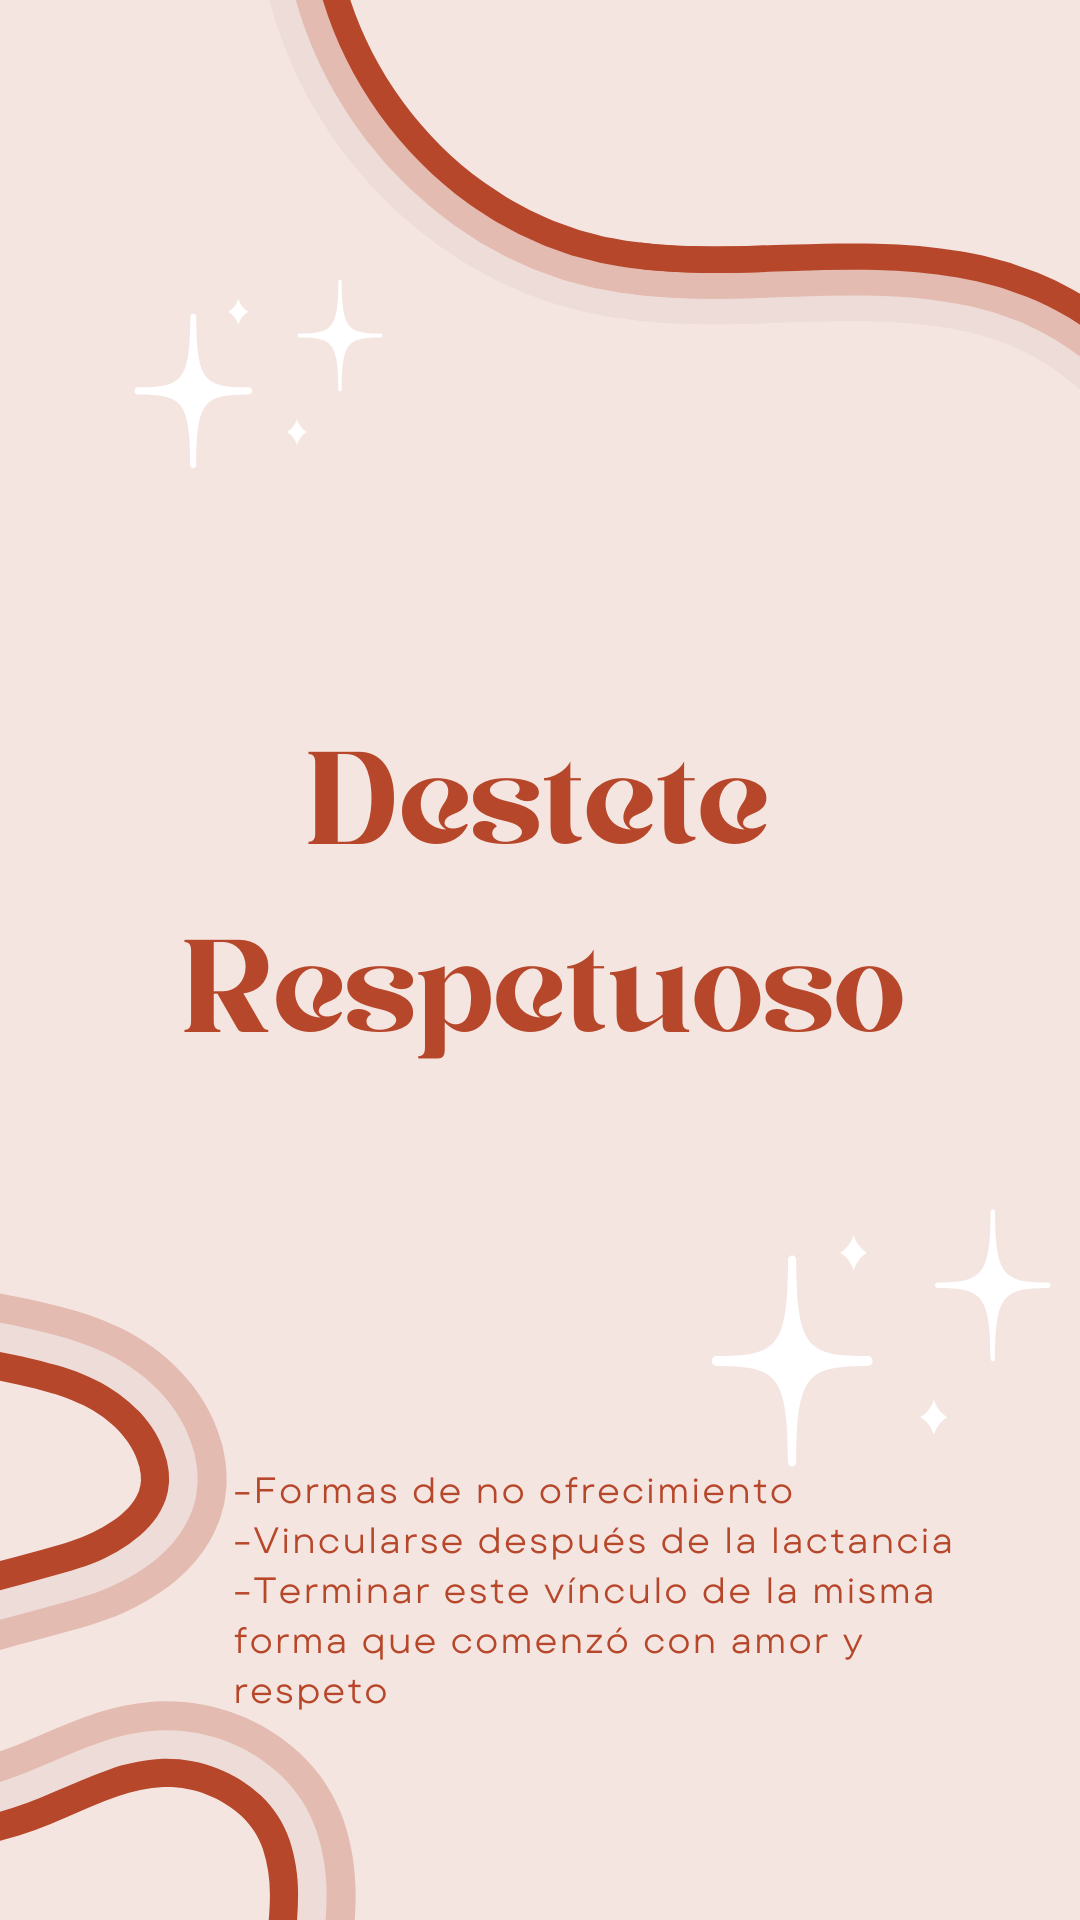 Destete
Respetuoso
-Formas de no ofrecimiento
-Vincularse después de la lactancia
-Terminar este vínculo de la misma
forma que comenzó con amor y
respeto